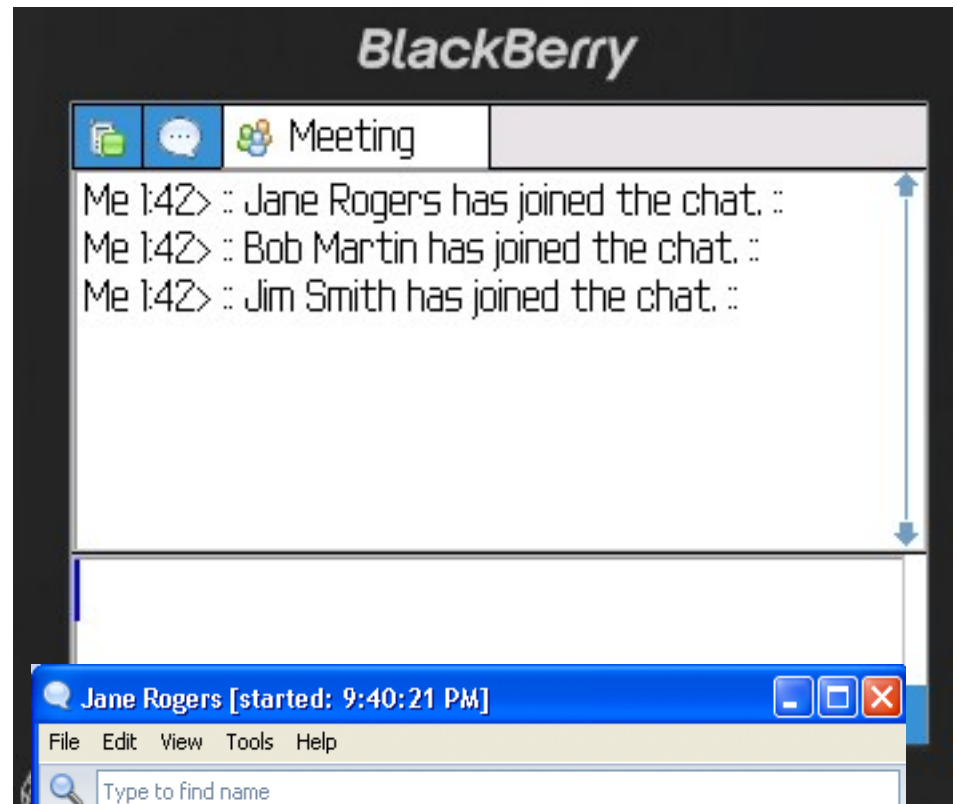 BlackBerry
Meeting
Me 1:42> :: Jane Rogers has joined the chat. ::
Me 1:42> :: Bob Martin has joined the chat. ::
Me 1:42> :: Jim Smith has joined the chat. ::
Jane Rogers [started: 9:40:21 PM]
File Edit View Tools Help
Type to find name